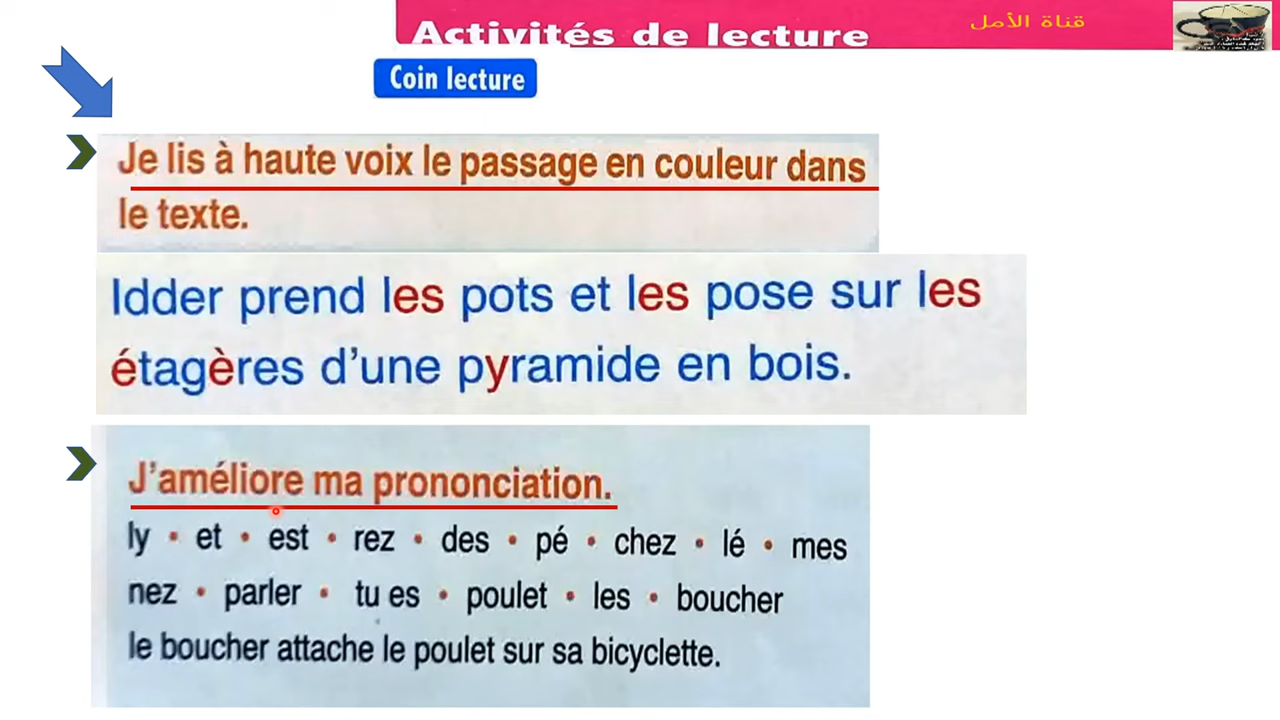 Activités de lecture
قناة الأمل
Coin lecture
Je lis à haute voix le passage en couleur dans
le texte.
Idder prend les pots et les pose sur les
étagères d'une pyramide en bois.
J'améliore ma prononciation.
ly • et • est • rez • des • pé • chez • lé • mes
nez • parler • tu es • poulet • les • boucher
le boucher attache le poulet sur sa bicyclette.